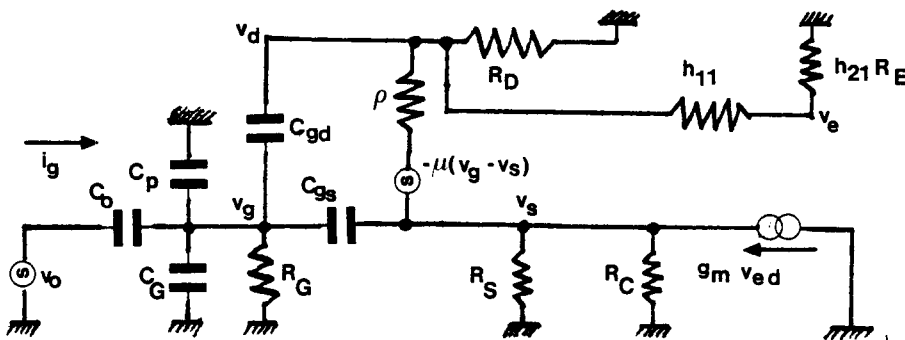 v_d
R_D
h_11
h_21 R_E
ρ
v_e
C_gd
i_g
C_p
-μ(v_g - v_s)
s
C_b
v_g
C_gs
v_s
s
v_o
C_G
R_G
R_S
R_C
g_m v_ed